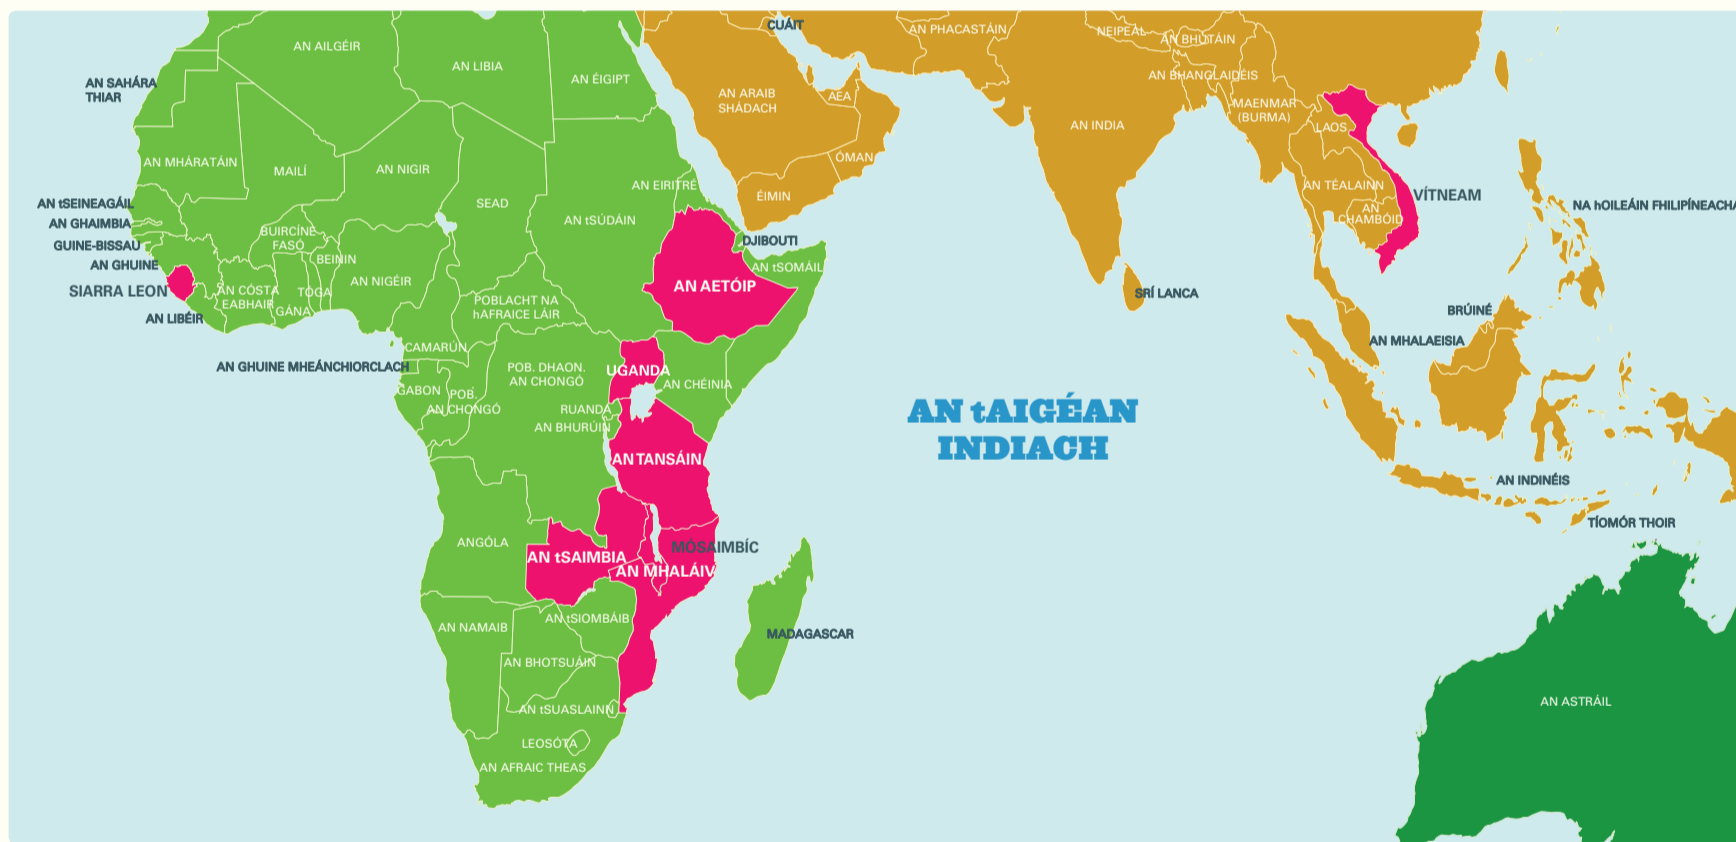 CUÁIT
AN PHACASTÁIN
NEIPEAL
AN BHÚTÁIN
AN AILGÉIR
AN LIBIA
AN ÉIGIPT
AN SAHÁRA
THIAR
AN ARAIB
SHÁDACH
AEA
AN BHANGLAIDÉIS
MAENMAR
(BURMA)
AN INDIA
LAOS
AN MHÁRATÁIN
MAILÍ
AN NIGIR
ÓMAN
AN EIRITRÉ
ÉIMIN
AN TÉALAINN
VÍTNEAM
AN tSEINEAGÁIL
SEAD
NA hOILEÁIN FHILIPÍNEACHA
AN
CHAMBÓID
AN GHAIMBIA
AN tSÚDÁIN
BUIRCÍNE
FASÓ
GUINE-BISSAU
DJIBOUTI
BEININ
AN GHUINE
AN tSOMÁIL
AN NIGÉIR
AN AETÓIP
SIARRA LEON
AN CÓSTA
EABHAIR
TÓGA
SRÍ LANCA
POBLACHT NA
hAFRAICE LÁIR
GÁNA
BRÚINÉ
AN LIBÉIR
AN MHALAEISIA
CAMARÚN
AN GHUINE MHEÁNCHIORCLACH
POB. DHAON.
AN CHONGÓ
UGANDA
AN CHÉINIA
GABON
POB.
AN CHONGÓ
RUANDA
AN tAIGÉAN
INDIACH
AN BHURÚIN
AN TANSÁIN
AN INDINÉIS
TÍOMÓR THOIR
ANGÓLA
MÓSAIMBÍC
AN tSAIMBIA
AN MHALÁIV
AN tSIOMBÁIB
AN NAMAIB
MADAGASCAR
AN BHOTSUÁIN
AN ASTRÁIL
AN tSUASLAINN
LEOSÓTA
AN AFRAIC THEAS